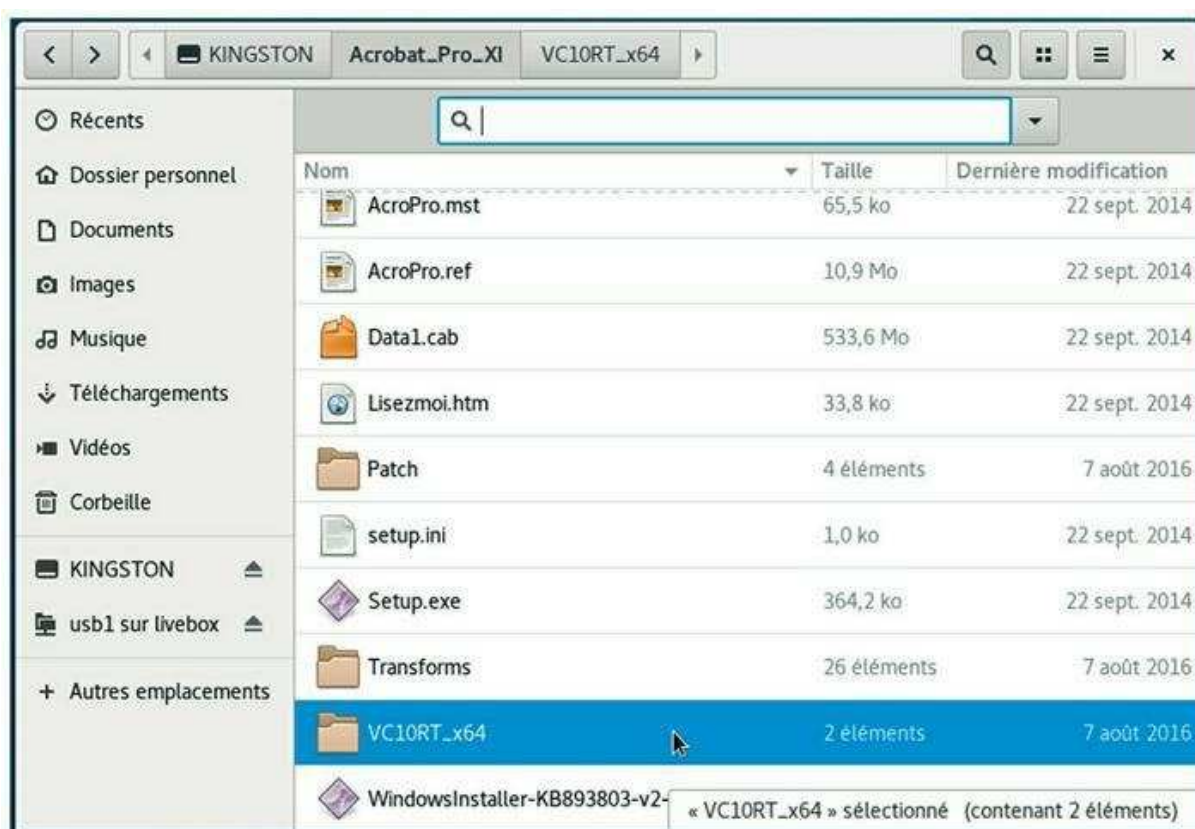 KINGSTON Acrobat_Pro_XI VC10RT_x64
Récents
Dossier personnel
Documents
Images
Musique
Téléchargements
Vidéos
Corbeille
KINGSTON
usb1 sur livebox
+ Autres emplacements
Nom Taille Dernière modification
AcroPro.mst 65,5 ko 22 sept. 2014
AcroPro.ref 10,9 Mo 22 sept. 2014
Data1.cab 533,6 Mo 22 sept. 2014
Lisezmoi.htm 33,8 ko 22 sept. 2014
Patch 4 éléments 7 août 2016
setup.ini 1,0 ko 22 sept. 2014
Setup.exe 364,2 ko 22 sept. 2014
Transforms 26 éléments 7 août 2016
VC10RT_x64 2 éléments 7 août 2016
WindowsInstaller-KB893803-v2-
« VC10RT_x64 » sélectionné (contenant 2 éléments)